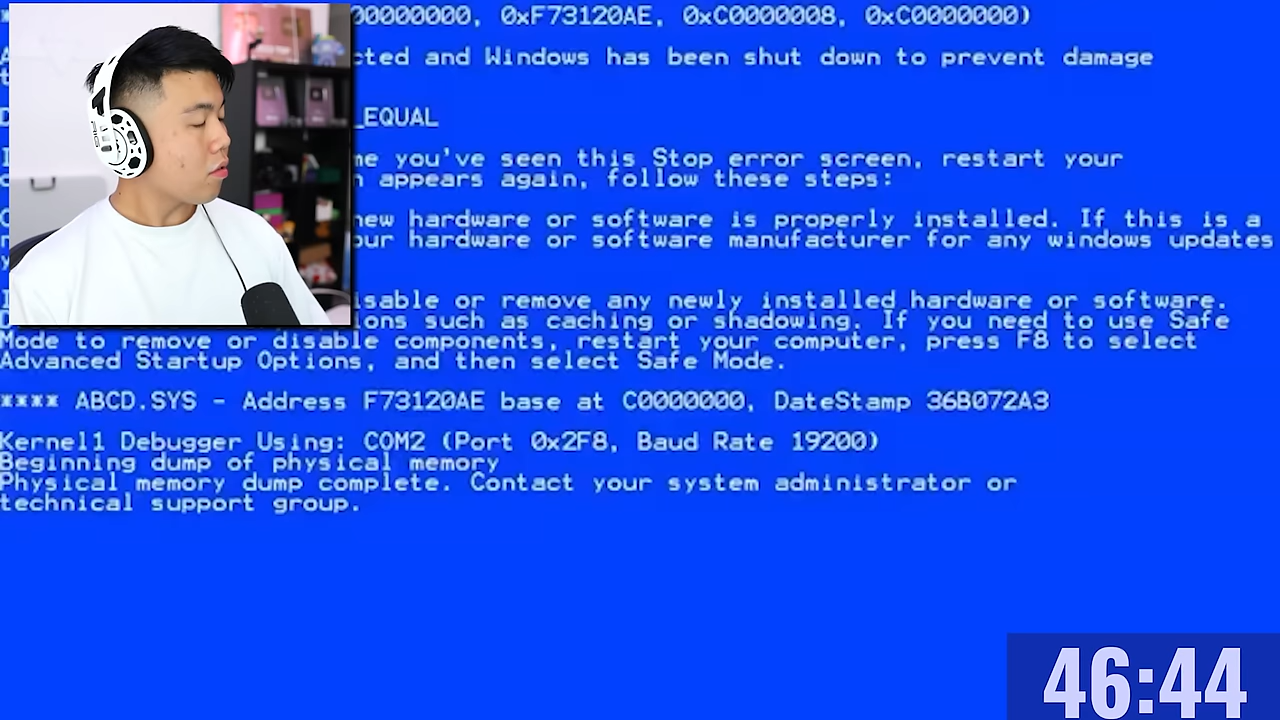 00000000, 0xF73120AE, 0xC0000008, 0xC0000000)
cted and Windows has been shut down to prevent damage
_EQUAL
me you've seen this Stop error screen, restart your
n appears again, follow these steps:
new hardware or software is properly installed. If this is a
our hardware or software manufacturer for any windows updates
isable or remove any newly installed hardware or software.
ions such as caching or shadowing. If you need to use Safe
Mode to remove or disable components, restart your computer, press F8 to select
Advanced Startup Options, and then select Safe Mode.
**** ABCD.SYS - Address F73120AE base at C0000000, DateStamp 36B072A3
Kernel1 Debugger Using: COM2 (Port 0x2F8, Baud Rate 19200)
Beginning dump of physical memory
Physical memory dump complete. Contact your system administrator or
technical support group.
46:44